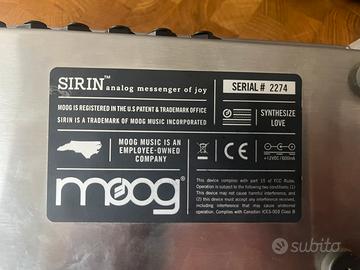 SIRIN™
analog messenger of joy
MOOG IS REGISTERED IN THE U.S PATENT & TRADEMARK OFFICE
SIRIN IS A TRADEMARK OF MOOG MUSIC INCORPORATED
SERIAL # 2274
SYNTHESIZE
LOVE
MOOG MUSIC IS AN
EMPLOYEE-OWNED
COMPANY
CE
+12VDC / 600mA
moog
This device complies with part 15 of FCC Rules.
Operation is subject to the following two conditions: (1)
This device may not cause harmful interference, and
(2) this device must accept any interference received,
including interference that may cause undesired
operation. Complies with Canadian ICES-003 Class B
subito